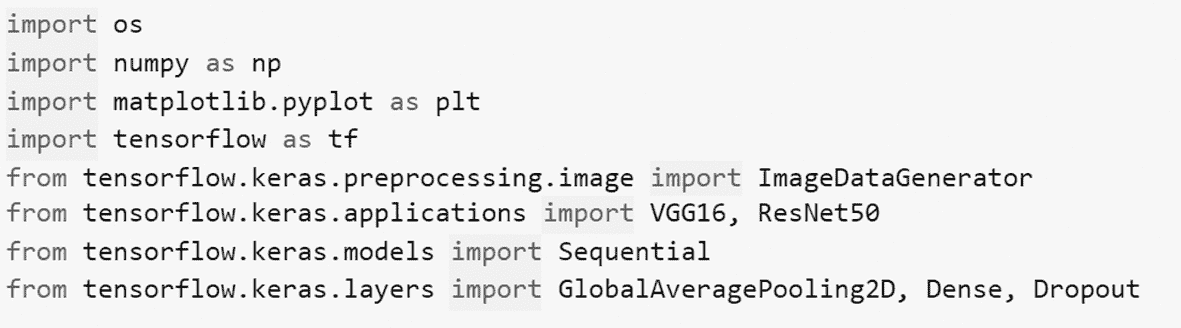 import os
import numpy as np
import matplotlib.pyplot as plt
import tensorflow as tf
from tensorflow.keras.preprocessing.image import ImageDataGenerator
from tensorflow.keras.applications import VGG16, ResNet50
from tensorflow.keras.models import Sequential
from tensorflow.keras.layers import GlobalAveragePooling2D, Dense, Dropout